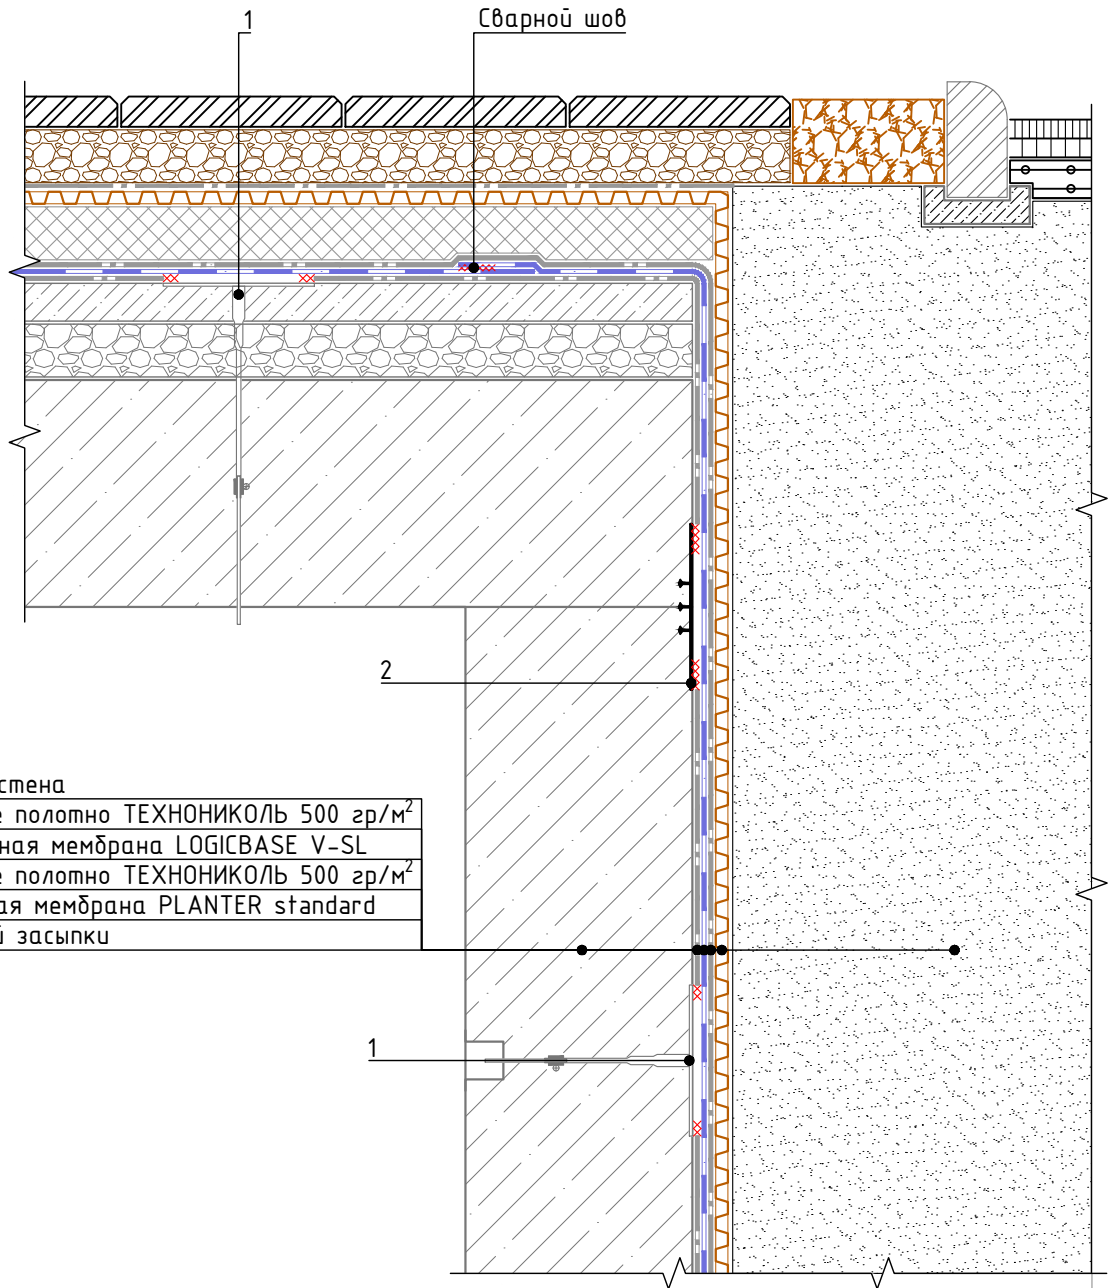 1
Сварной шов
2
стена
е полотно ТЕХНОНИКОЛЬ 500 гр/м²
ная мембрана LOGICBASE V-SL
е полотно ТЕХНОНИКОЛЬ 500 гр/м²
ая мембрана PLANTER standard
й засыпки
1